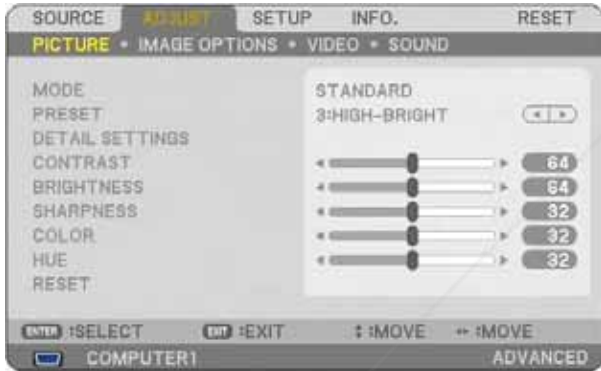 SOURCE ADJUST SETUP INFO. RESET
PICTURE • IMAGE OPTIONS • VIDEO • SOUND
MODE STANDARD
PRESET 3:HIGH-BRIGHT
DETAIL SETTINGS
CONTRAST 64
BRIGHTNESS 64
SHARPNESS 32
COLOR 32
HUE 32
RESET
ENTER :SELECT EXIT :EXIT ↕ :MOVE ↔ :MOVE
COMPUTER1 ADVANCED